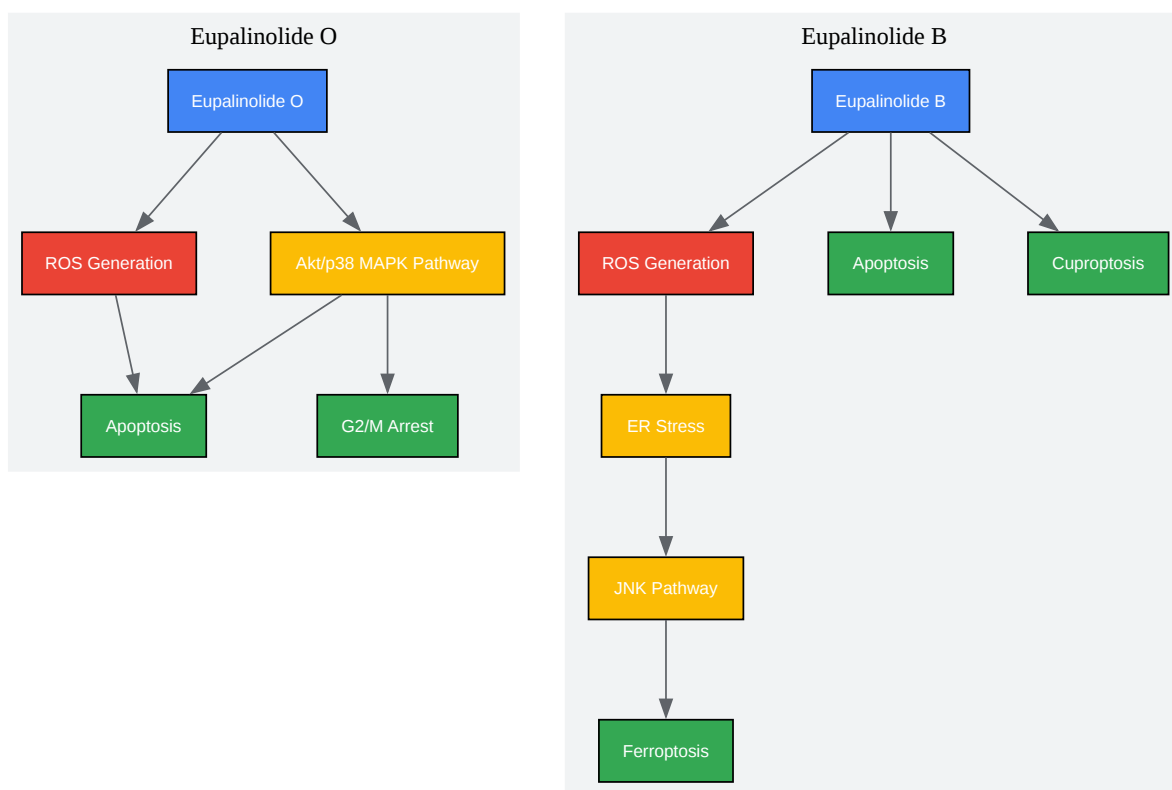 Eupalinolide O
Eupalinolide O
ROS Generation
Akt/p38 MAPK Pathway
Apoptosis
G2/M Arrest
Eupalinolide B
Eupalinolide B
ROS Generation
Apoptosis
Cuproptosis
ER Stress
JNK Pathway
Ferroptosis